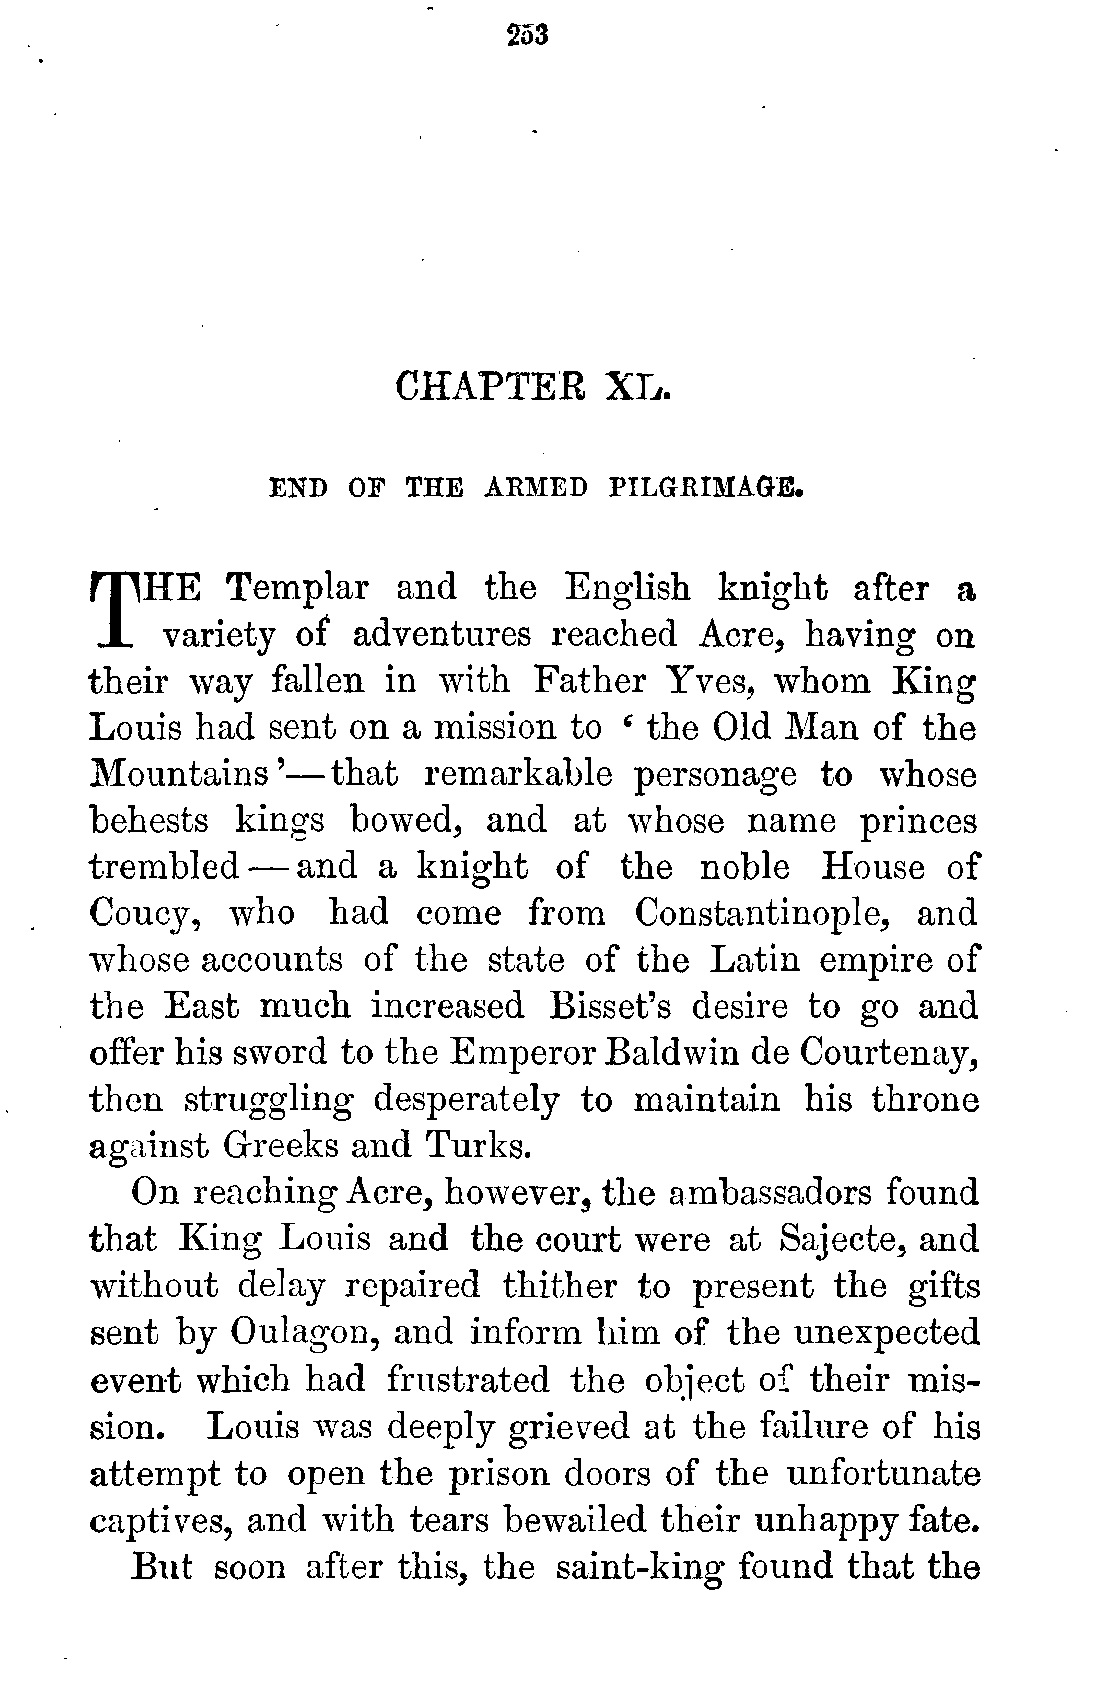 253
CHAPTER XL.
END OF THE ARMED PILGRIMAGE.
THE Templar and the English knight after a
variety of adventures reached Acre, having on
their way fallen in with Father Yves, whom King
Louis had sent on a mission to ‘ the Old Man of the
Mountains ’—that remarkable personage to whose
behests kings bowed, and at whose name princes
trembled — and a knight of the noble House of
Coucy, who had come from Constantinople, and
whose accounts of the state of the Latin empire of
the East much increased Bisset’s desire to go and
offer his sword to the Emperor Baldwin de Courtenay,
then struggling desperately to maintain his throne
against Greeks and Turks.
On reaching Acre, however, the ambassadors found
that King Louis and the court were at Sajecte, and
without delay repaired thither to present the gifts
sent by Oulagon, and inform him of the unexpected
event which had frustrated the object of their mis-
sion. Louis was deeply grieved at the failure of his
attempt to open the prison doors of the unfortunate
captives, and with tears bewailed their unhappy fate.
But soon after this, the saint-king found that the